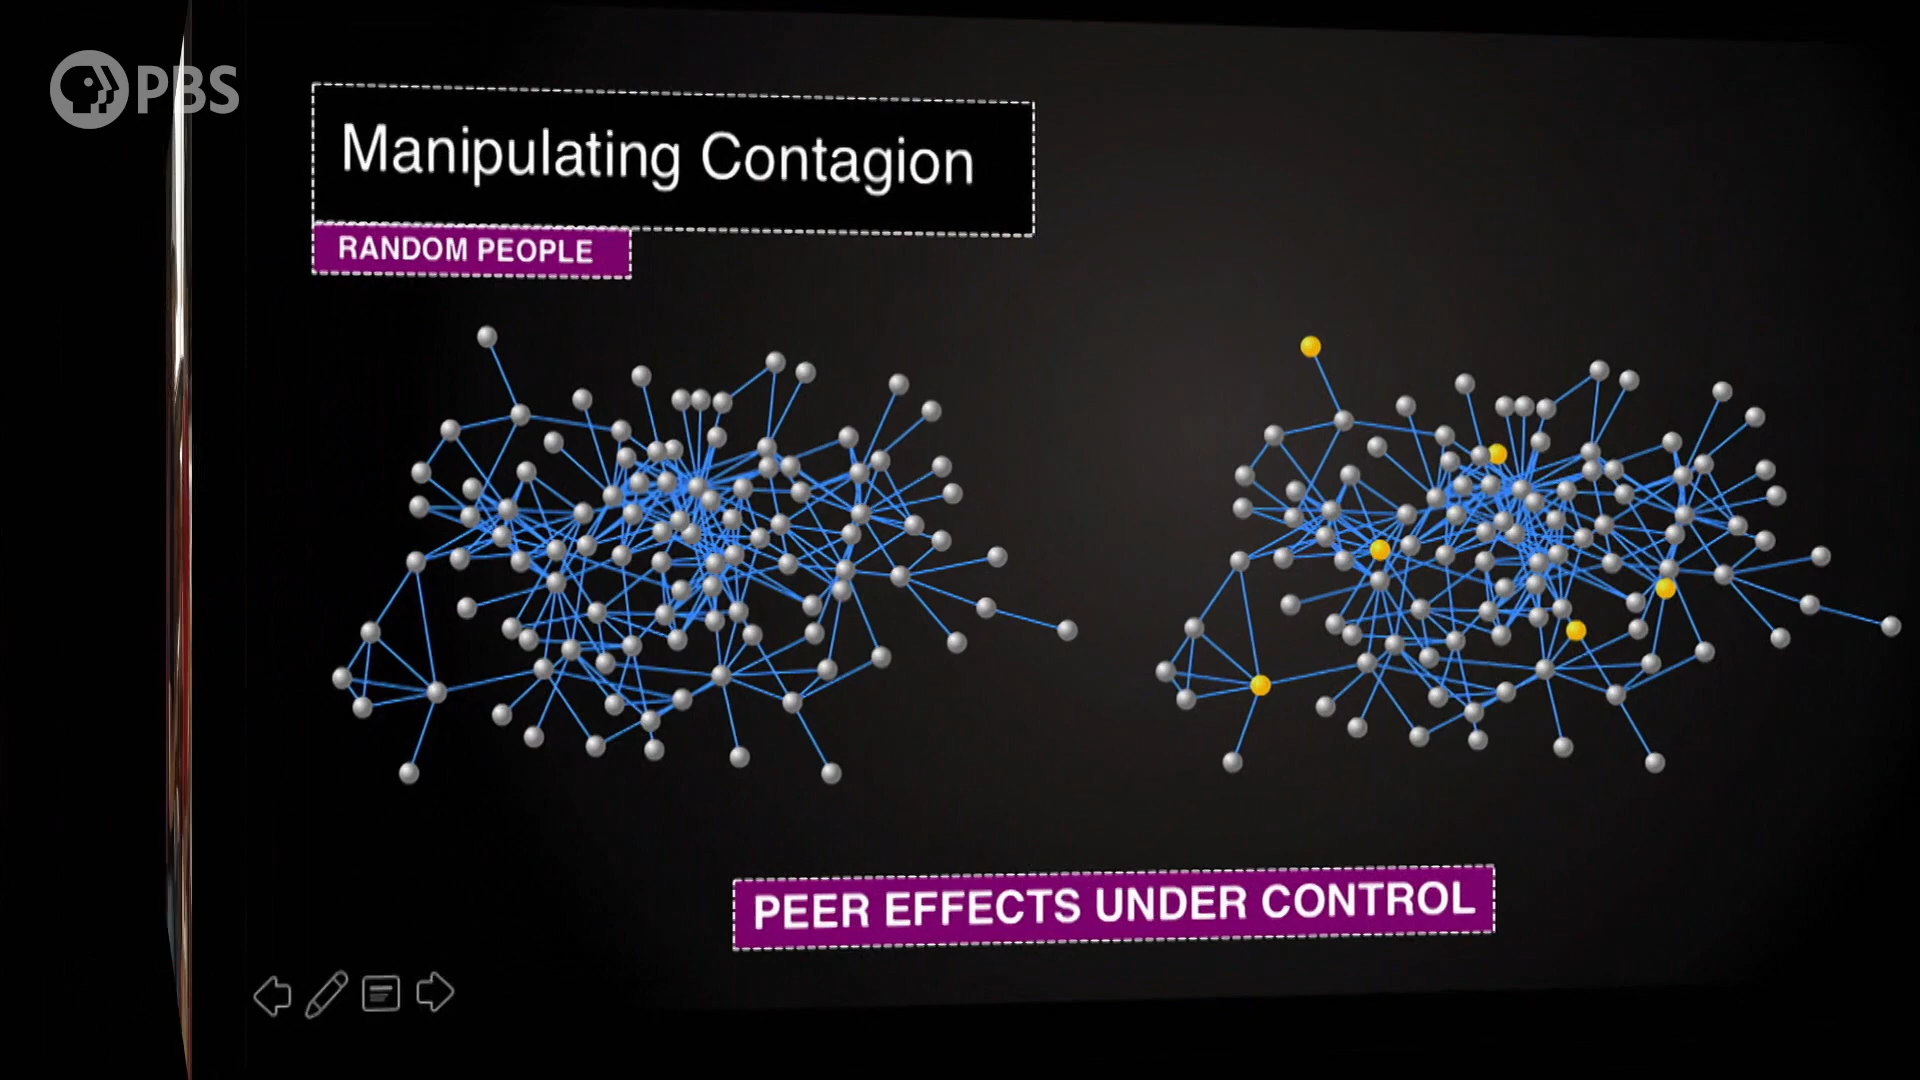 PBS
Manipulating Contagion
RANDOM PEOPLE
PEER EFFECTS UNDER CONTROL